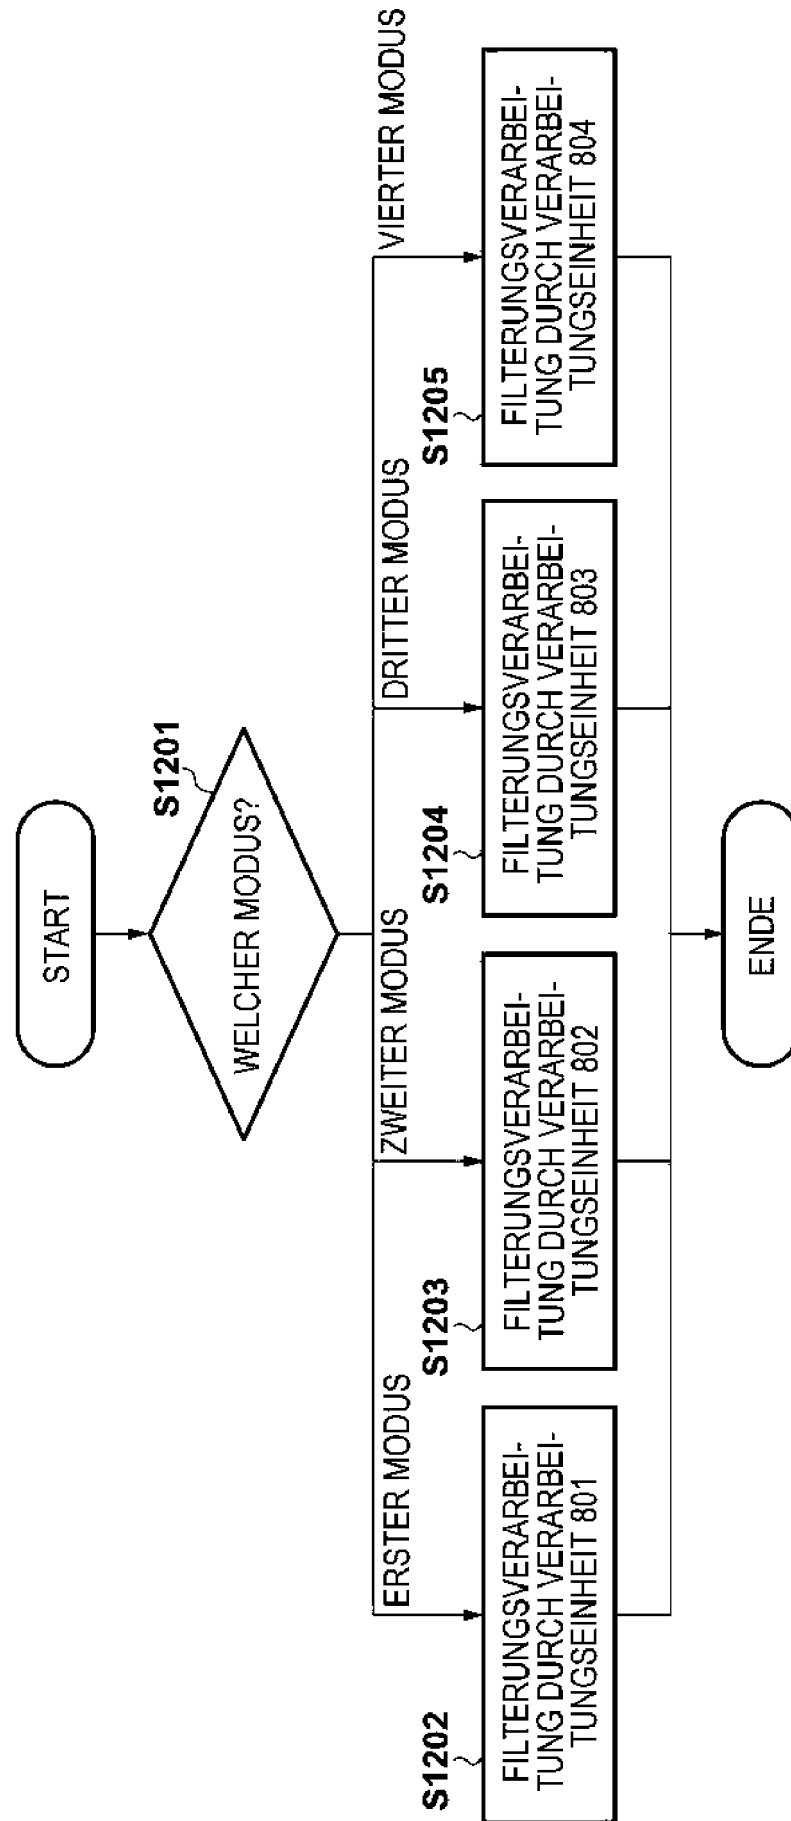 START
S1201
WELCHER MODUS?
ERSTER MODUS
ZWEITER MODUS
DRITTER MODUS
VIERTER MODUS
S1202
FILTERUNGSVERARBEI-
TUNG DURCH VERARBEI-
TUNGSEINHEIT 801
S1203
FILTERUNGSVERARBEI-
TUNG DURCH VERARBEI-
TUNGSEINHEIT 802
S1204
FILTERUNGSVERARBEI-
TUNG DURCH VERARBEI-
TUNGSEINHEIT 803
S1205
FILTERUNGSVERARBEI-
TUNG DURCH VERARBEI-
TUNGSEINHEIT 804
ENDE